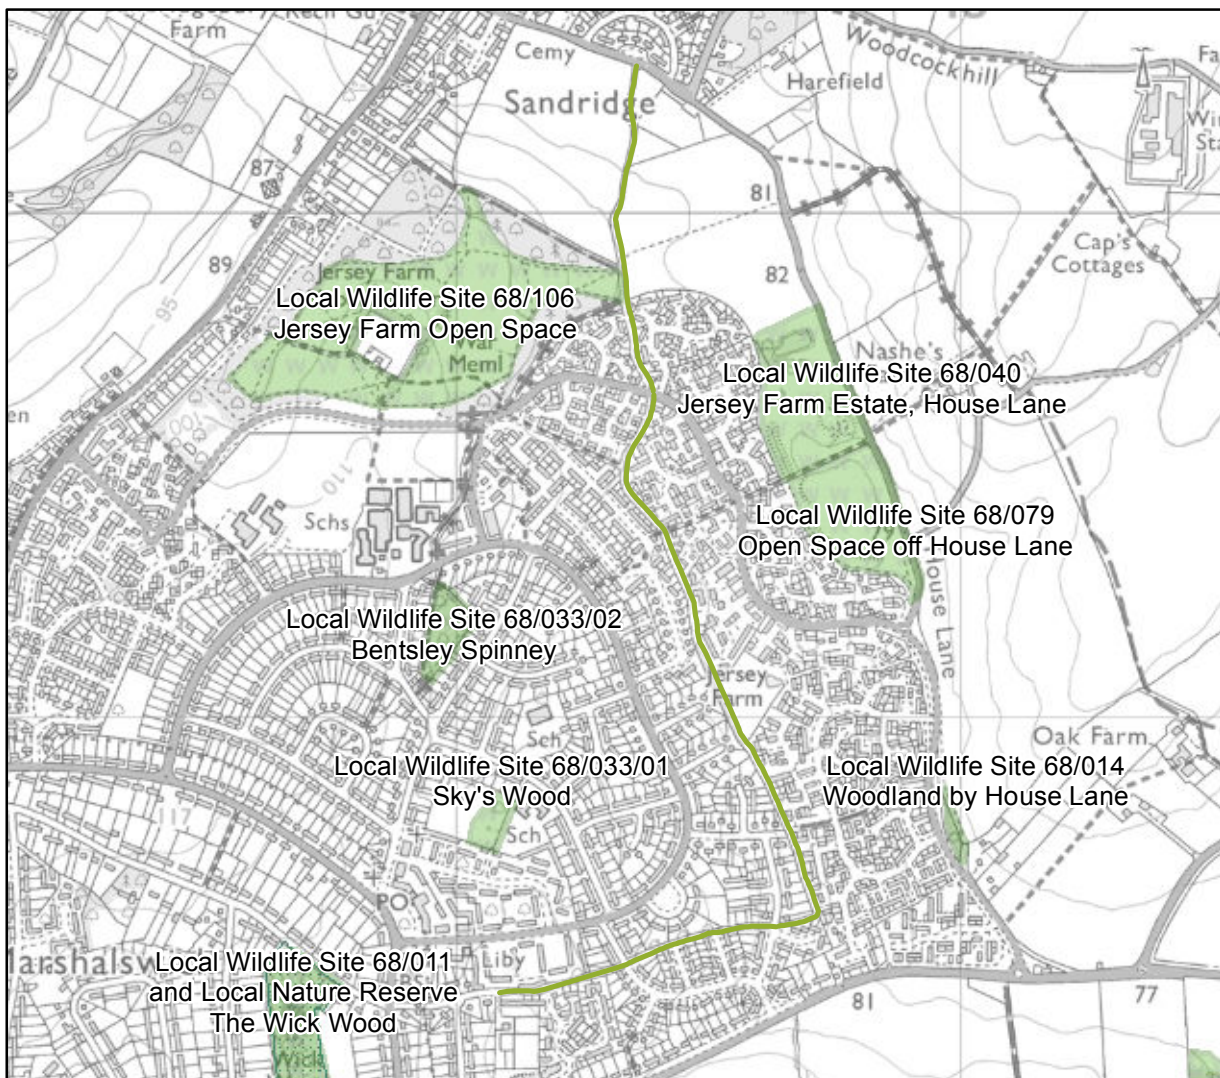 Farm
Cemy
Woodcockhill
Harefield
Sandridge
87
81
Cap's
Cottages
89
82
Jersey Farm
95
Local Wildlife Site 68/106
Jersey Farm Open Space
War
Meml
Nashe's
Local Wildlife Site 68/040
Jersey Farm Estate, House Lane
110
Schs
Local Wildlife Site 68/079
Open Space off House Lane
House Lane
Local Wildlife Site 68/033/02
Bentsley Spinney
Jersey
Farm
Sch
Oak Farm
Local Wildlife Site 68/033/01
Sky's Wood
Local Wildlife Site 68/014
Woodland by House Lane
117
Sch
PO
Liby
Local Wildlife Site 68/011
and Local Nature Reserve
The Wick Wood
81
77
Wick